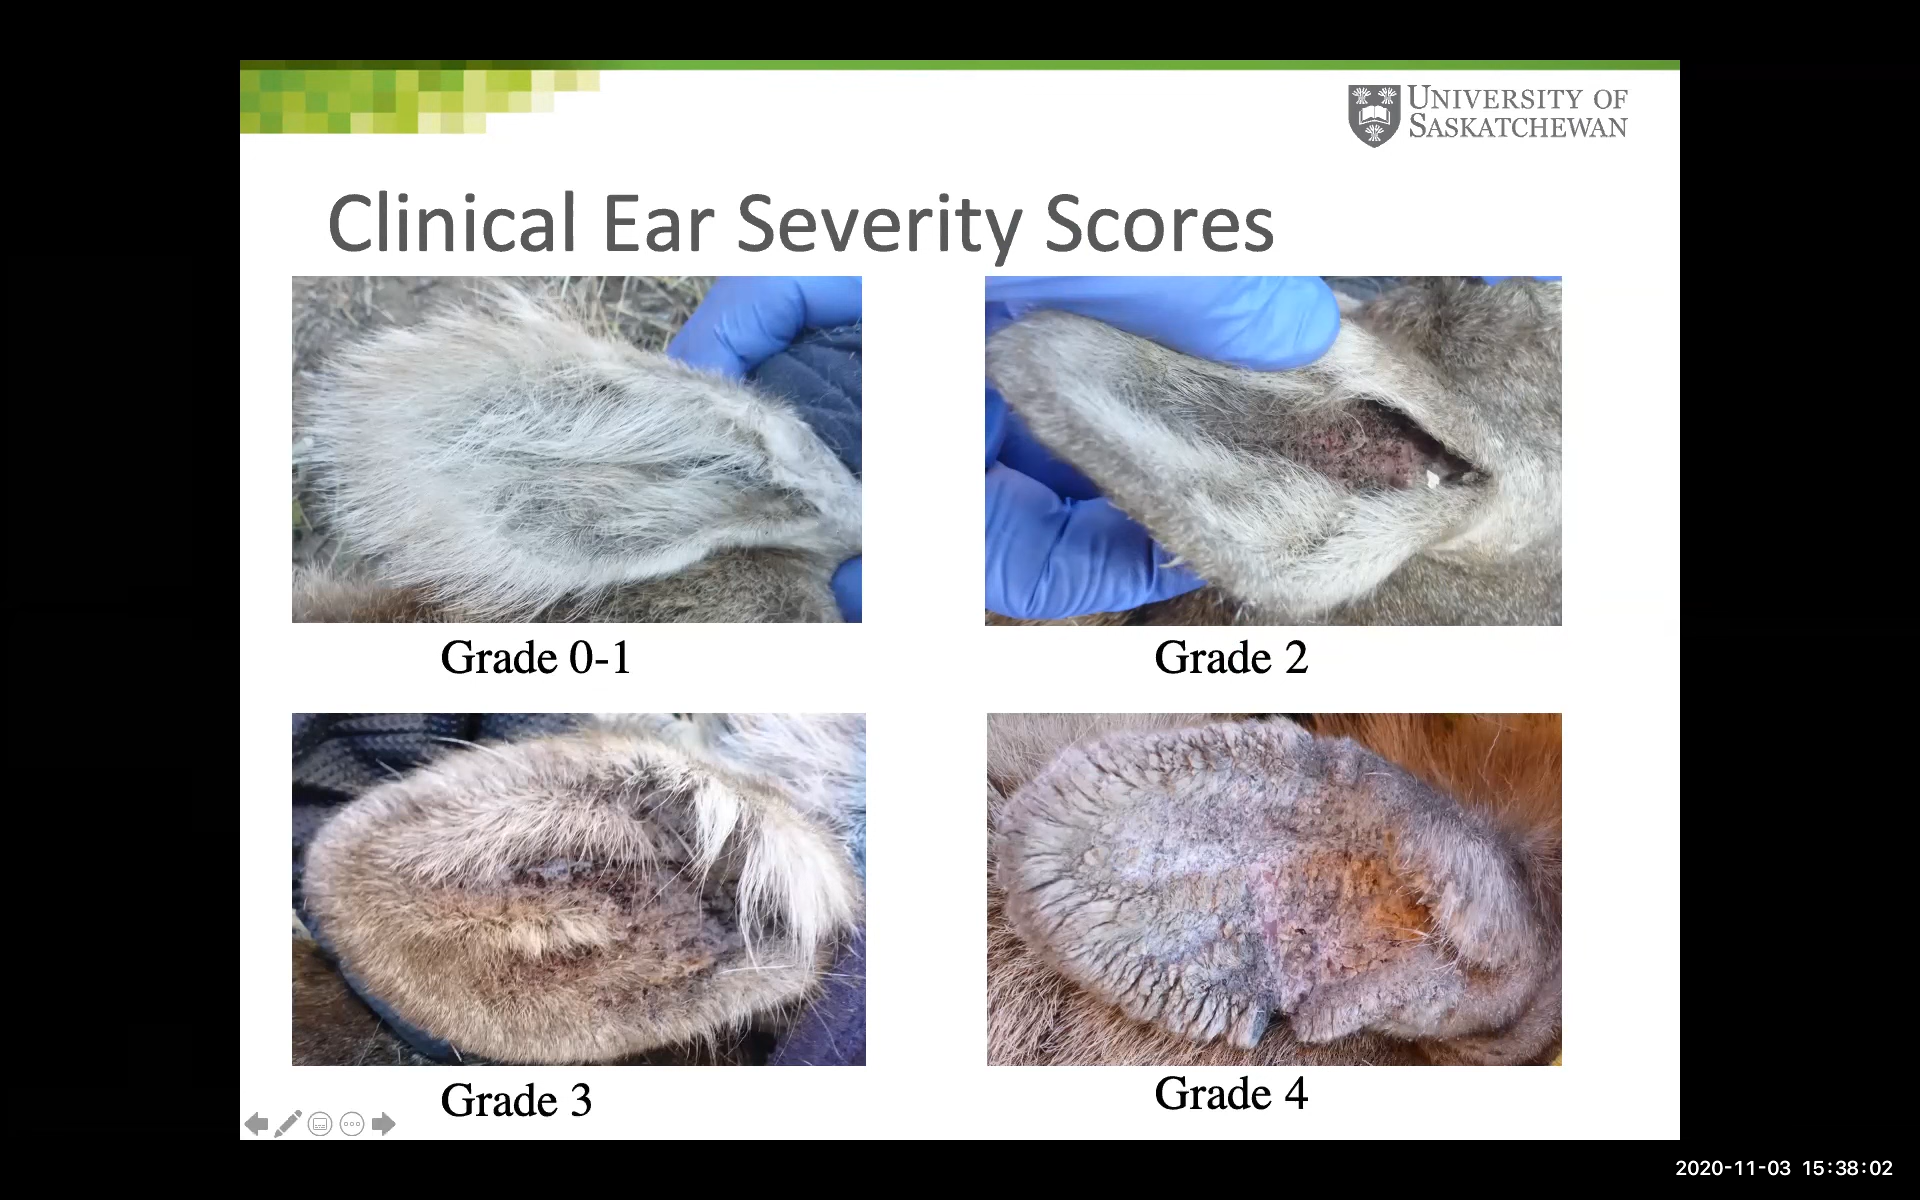 UNIVERSITY OF
SASKATCHEWAN
Clinical Ear Severity Scores
Grade 0-1
Grade 2
Grade 3
Grade 4
2020-11-03 15:38:02